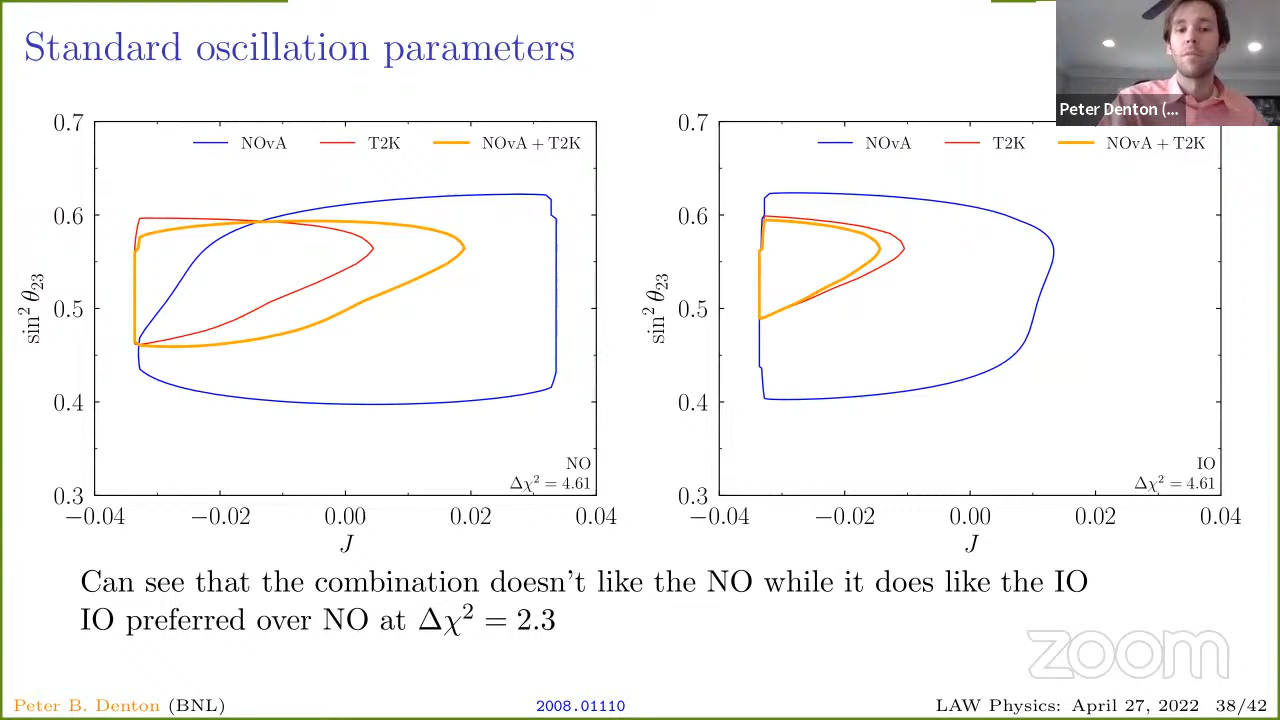 Standard oscillation parameters
Peter Denton (...
NOvA T2K NOvA + T2K
0.7
0.6
0.5
0.4
0.3
sin² θ₂₃
NO
Δχ² = 4.61
−0.04 −0.02 0.00 0.02 0.04
J
NOvA T2K NOvA + T2K
0.7
0.6
0.5
0.4
0.3
sin² θ₂₃
IO
Δχ² = 4.61
−0.04 −0.02 0.00 0.02 0.04
J
Can see that the combination doesn't like the NO while it does like the IO
IO preferred over NO at Δχ² = 2.3
zoom
Peter B. Denton (BNL) 2008.01110 LAW Physics: April 27, 2022 38/42